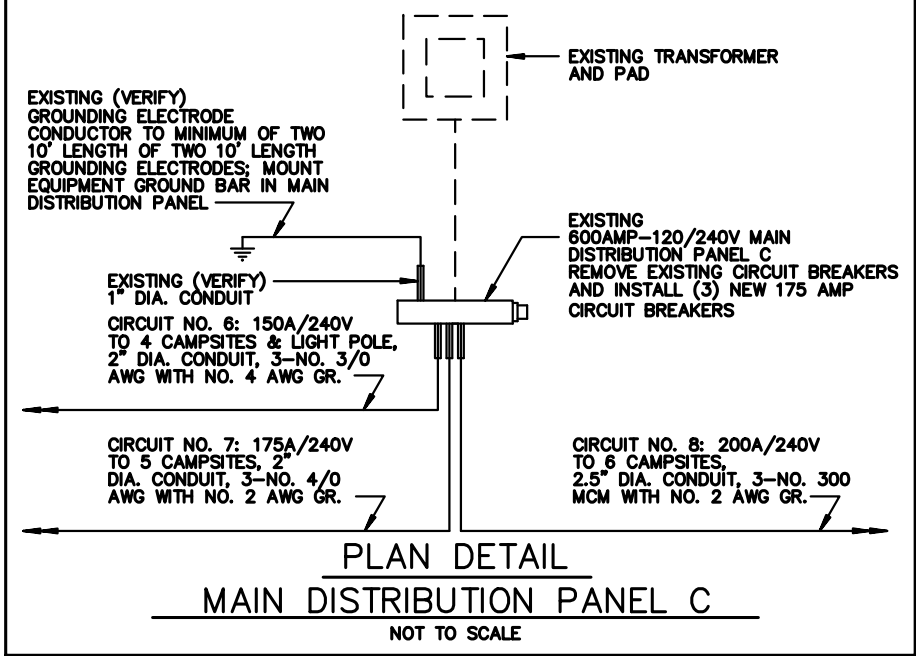 EXISTING TRANSFORMER
AND PAD
EXISTING (VERIFY)
GROUNDING ELECTRODE
CONDUCTOR TO MINIMUM OF TWO
10' LENGTH OF TWO 10' LENGTH
GROUNDING ELECTRODES; MOUNT
EQUIPMENT GROUND BAR IN MAIN
DISTRIBUTION PANEL
EXISTING
600AMP-120/240V MAIN
DISTRIBUTION PANEL C
REMOVE EXISTING CIRCUIT BREAKERS
AND INSTALL (3) NEW 175 AMP
CIRCUIT BREAKERS
EXISTING (VERIFY)
1" DIA. CONDUIT
CIRCUIT NO. 6: 150A/240V
TO 4 CAMPSITES & LIGHT POLE,
2" DIA. CONDUIT, 3-NO. 3/0
AWG WITH NO. 4 AWG GR.
CIRCUIT NO. 7: 175A/240V
TO 5 CAMPSITES, 2"
DIA. CONDUIT, 3-NO. 4/0
AWG WITH NO. 2 AWG GR.
CIRCUIT NO. 8: 200A/240V
TO 6 CAMPSITES,
2.5" DIA. CONDUIT, 3-NO. 300
MCM WITH NO. 2 AWG GR.
PLAN DETAIL
MAIN DISTRIBUTION PANEL C
NOT TO SCALE